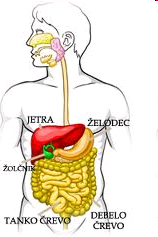 JETRA
ŽELODEC
ŽOLČNIK
TANKO ČREVO
DEBELO
ČREVO